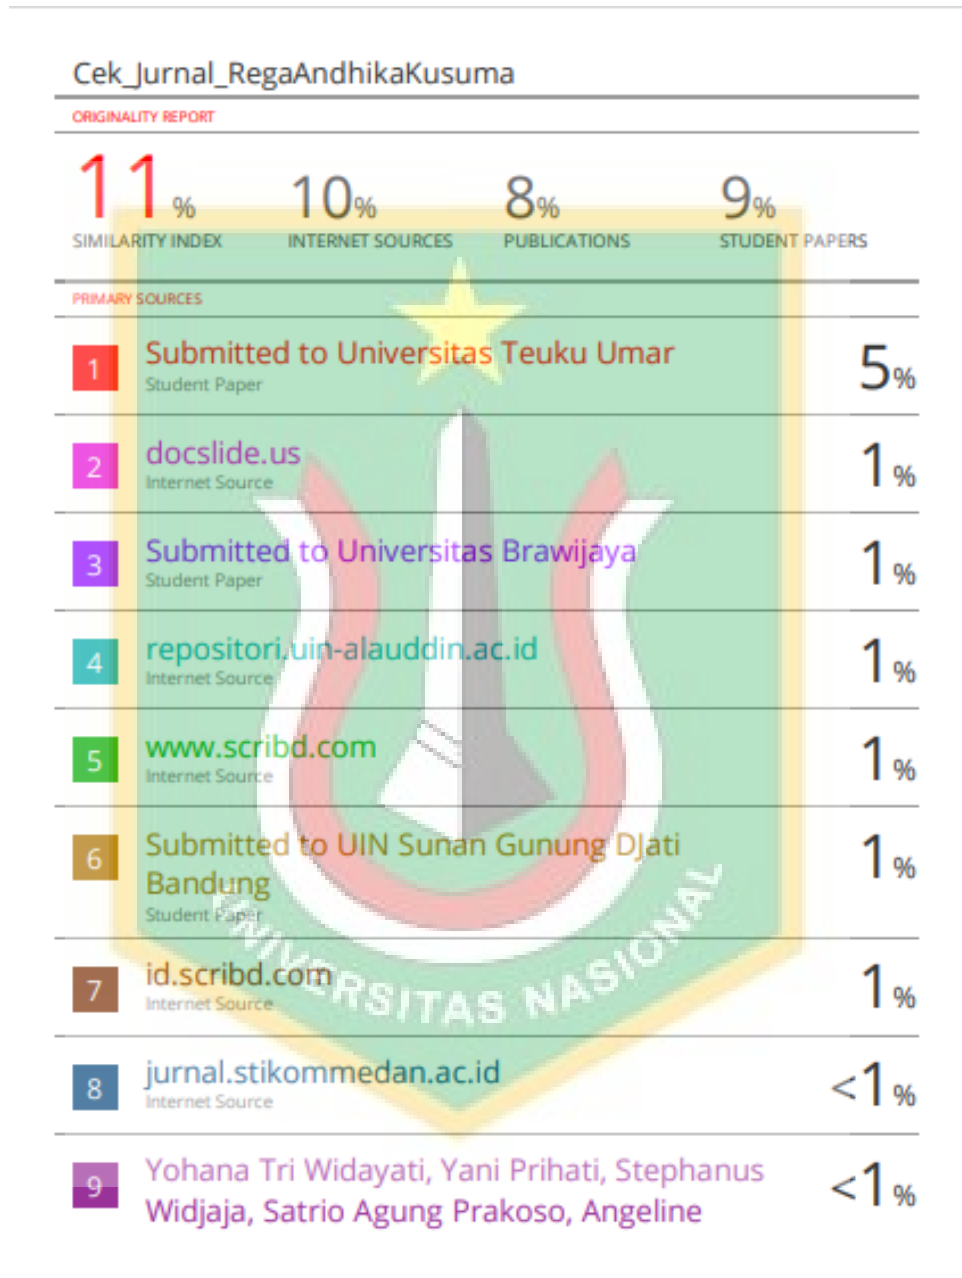 Cek_Jurnal_RegaAndhikaKusuma
ORIGINALITY REPORT
11% 10% 8% 9%
SIMILARITY INDEX INTERNET SOURCES PUBLICATIONS STUDENT PAPERS
PRIMARY SOURCES
1 Submitted to Universitas Teuku Umar 5%
Student Paper
2 docslide.us 1%
Internet Source
3 Submitted to Universitas Brawijaya 1%
Student Paper
4 repositori.uin-alauddin.ac.id 1%
Internet Source
5 www.scribd.com 1%
Internet Source
6 Submitted to UIN Sunan Gunung DJati 1%
Bandung
Student Paper
7 id.scribd.com 1%
Internet Source
8 jurnal.stikommedan.ac.id <1%
Internet Source
9 Yohana Tri Widayati, Yani Prihati, Stephanus <1%
Widjaja, Satrio Agung Prakoso, Angeline
UNIVERSITAS NASIONAL